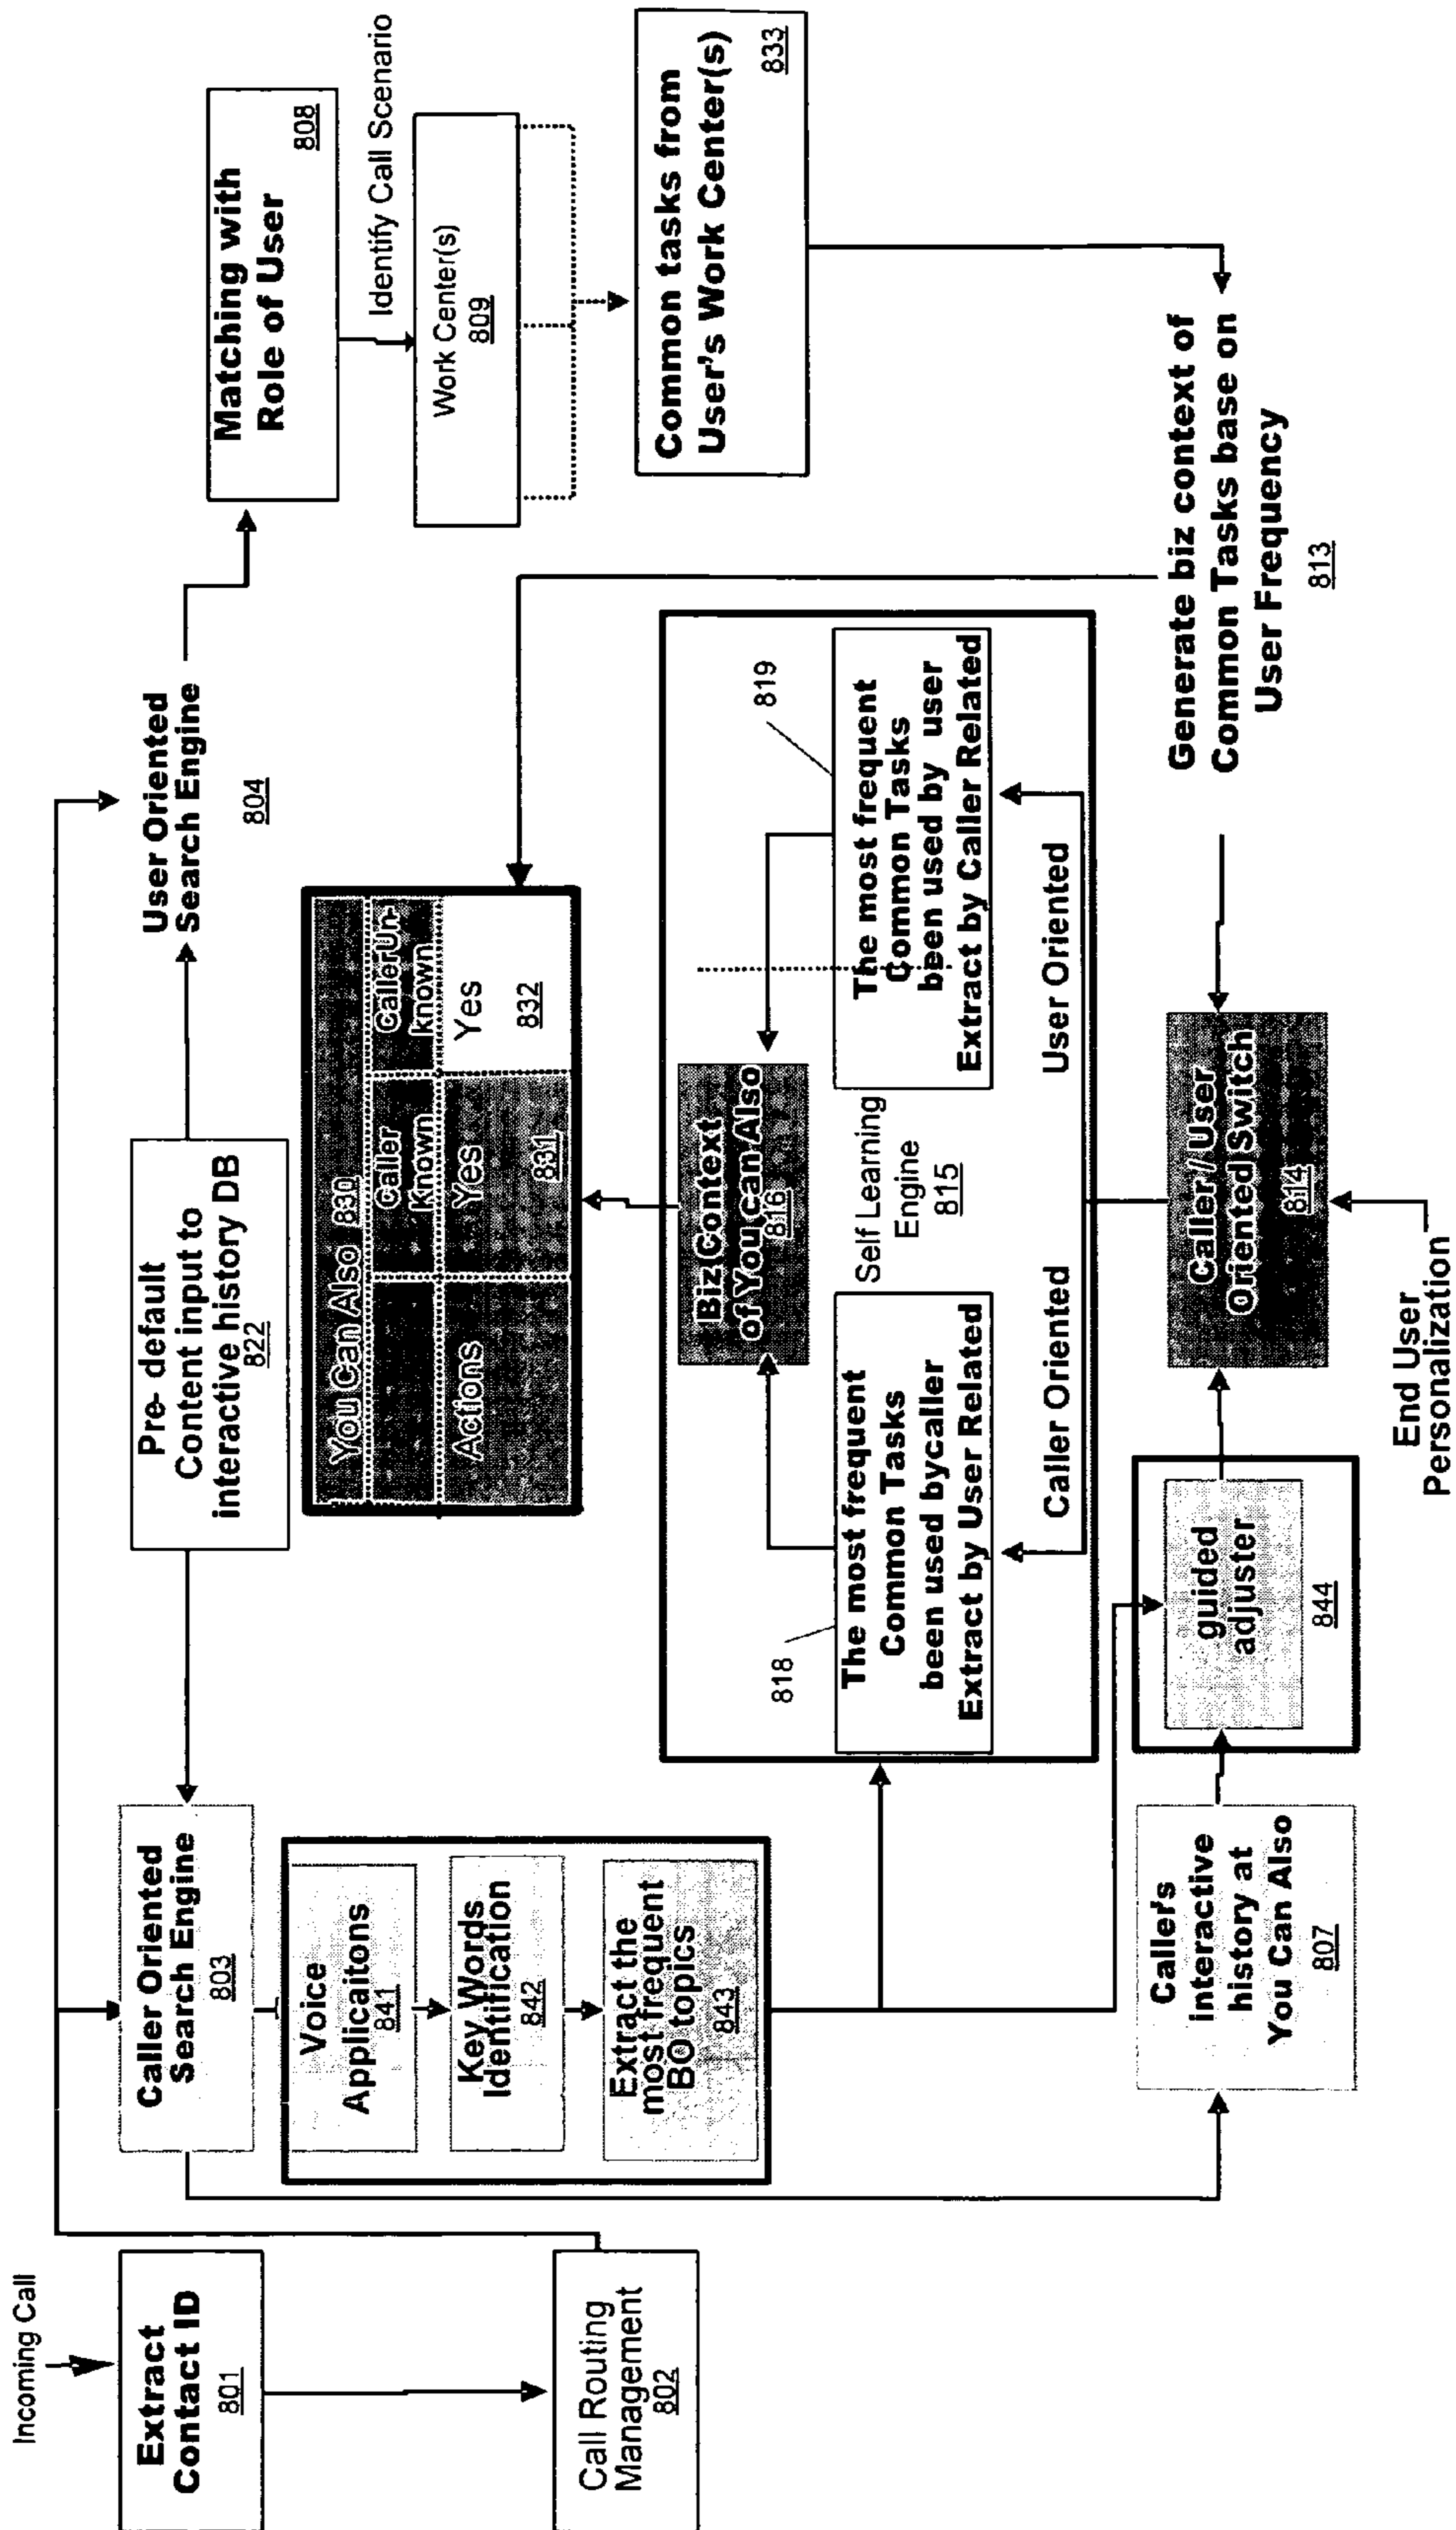 Incoming Call
Extract
Contact ID
801
Call Routing
Management
802
Caller Oriented
Search Engine
803
Voice
Applicaitons
841
Key Words
Identification
842
Extract the
most frequent
BO topics
843
Caller's
interactive
history at
You Can Also
807
Pre- default
Content input to
interactive history DB
822
User Oriented
Search Engine
804
Matching with
Role of User
808
Identify Call Scenario
Work Center(s)
809
Common tasks from
User's Work Center(s)
833
You Can Also 830
Caller
Known
Caller Un-
known
Actions
Yes
831
Yes
832
Biz Context
of You can Also
816
Self Learning
Engine
815
818
The most frequent
Common Tasks
been used bycaller
Extract by User Related
819
The most frequent
Common Tasks
been used by user
Extract by Caller Related
Caller Oriented
User Oriented
guided
adjuster
844
Caller / User
Oriented Switch
814
End User
Personalization
Generate biz context of
Common Tasks base on
User Frequency
813